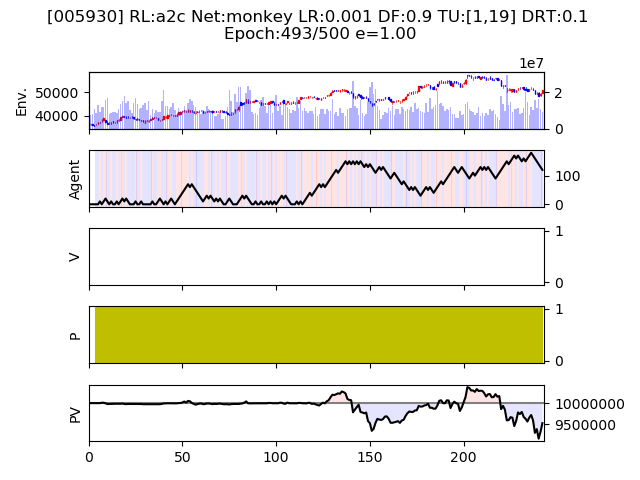 [005930] RL:a2c Net:monkey LR:0.001 DF:0.9 TU:[1,19] DRT:0.1
Epoch:493/500 e=1.00
1e7
Env.
50000
40000
2
0
Agent
100
0
V
1
0
P
1
0
PV
10000000
9500000
0 50 100 150 200